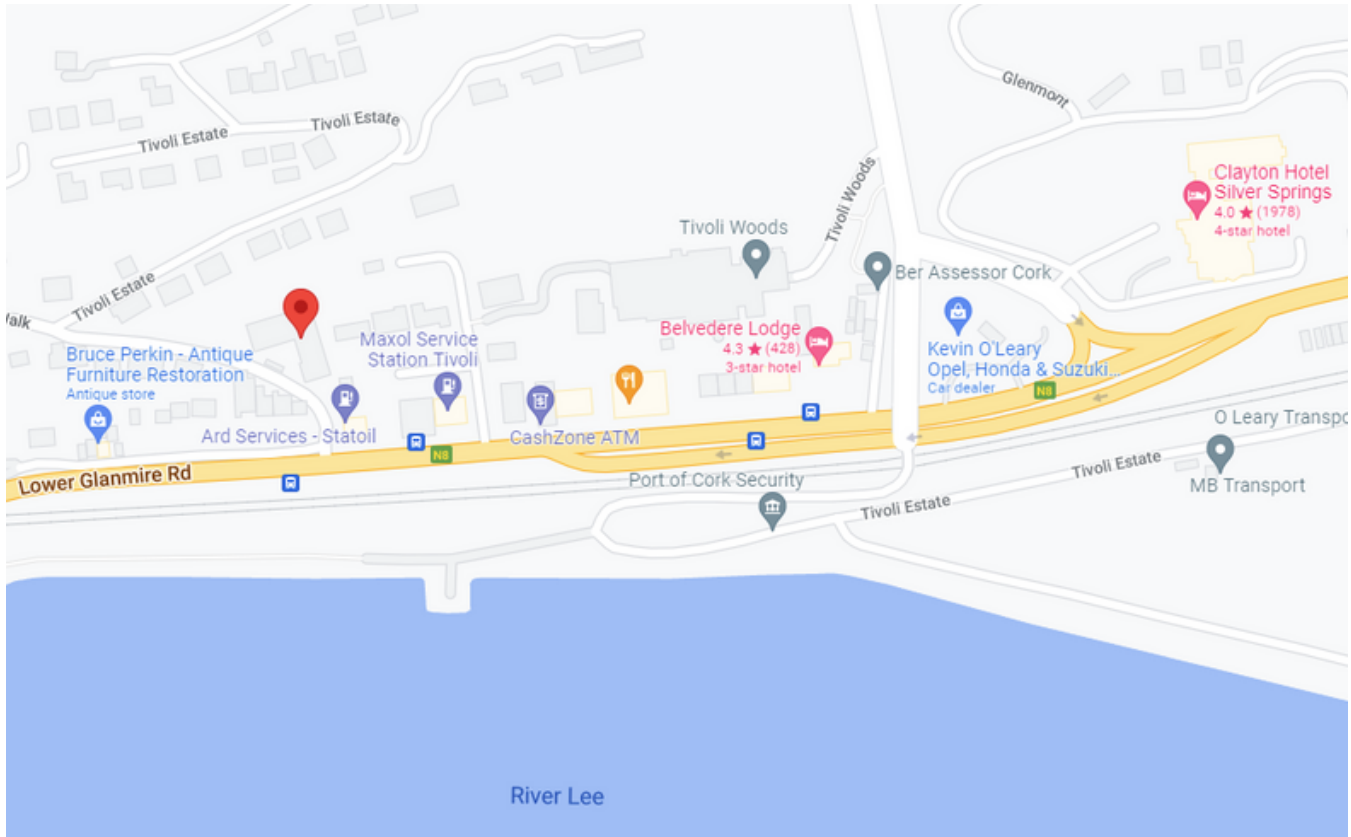 Glenmont
Tivoli Estate
Tivoli Estate
Clayton Hotel
Silver Springs
4.0 ★ (1978)
4-star hotel
Tivoli Woods
Tivoli Woods
Ber Assessor Cork
Tivoli Estate
Walk
Maxol Service
Station Tivoli
Belvedere Lodge
4.3 ★ (428)
3-star hotel
Kevin O'Leary
Opel, Honda & Suzuki...
Car dealer
Bruce Perkin - Antique
Furniture Restoration
Antique store
N8
Ard Services - Statoil
CashZone ATM
N8
O Leary Transpo
Lower Glanmire Rd
Port of Cork Security
Tivoli Estate
MB Transport
Tivoli Estate
River Lee